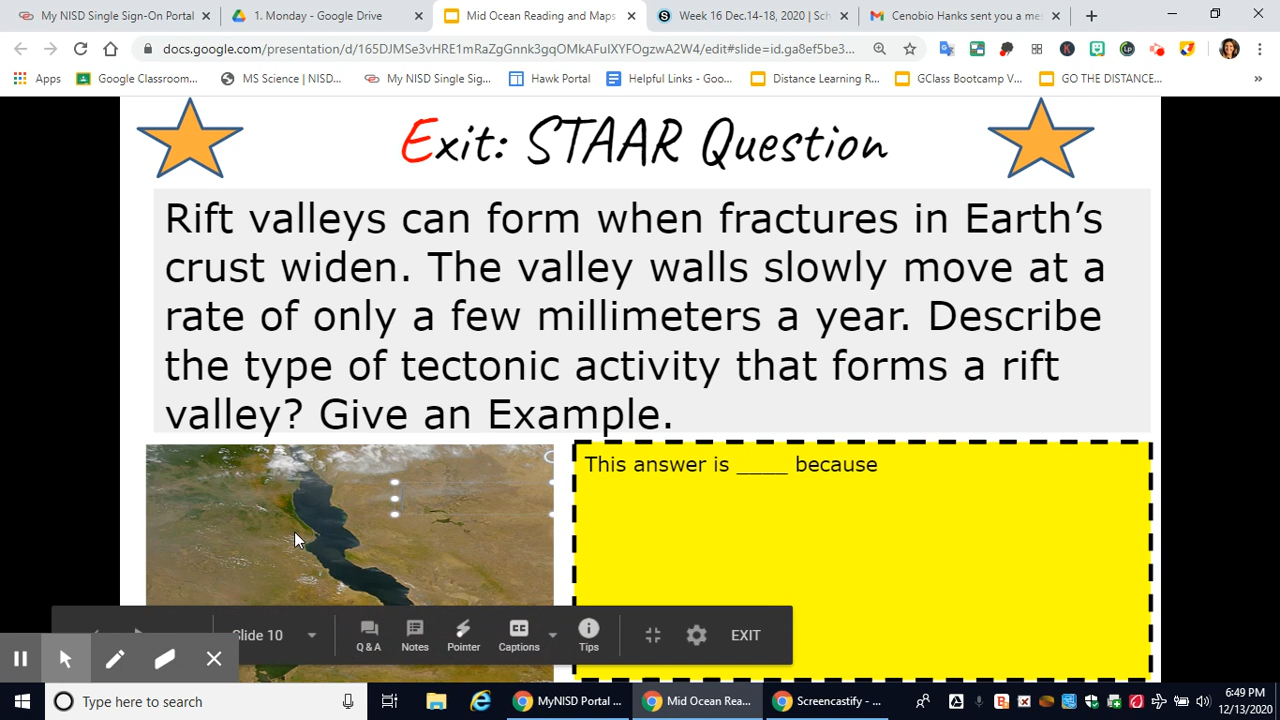 My NISD Single Sign-On Portal
1. Monday - Google Drive
Mid Ocean Reading and Maps
Week 16 Dec.14-18, 2020 | Sch
Cenobio Hanks sent you a mes
docs.google.com/presentation/d/165DJMSe3vHRE1mRaZgGnnk3gqOMkAFulXYFOgzwA2W4/edit#slide=id.ga8ef5be3...
Apps
Google Classroom...
MS Science | NISD...
My NISD Single Sig...
Hawk Portal
Helpful Links - Goo...
Distance Learning R...
GClass Bootcamp V...
GO THE DISTANCE...
Exit: STAAR Question
Rift valleys can form when fractures in Earth's
crust widen. The valley walls slowly move at a
rate of only a few millimeters a year. Describe
the type of tectonic activity that forms a rift
valley? Give an Example.
This answer is ____ because
Slide 10
Q & A
Notes
Pointer
Captions
Tips
EXIT
Type here to search
MyNISD Portal ...
Mid Ocean Rea...
Screencastify - ...
6:49 PM
12/13/2020